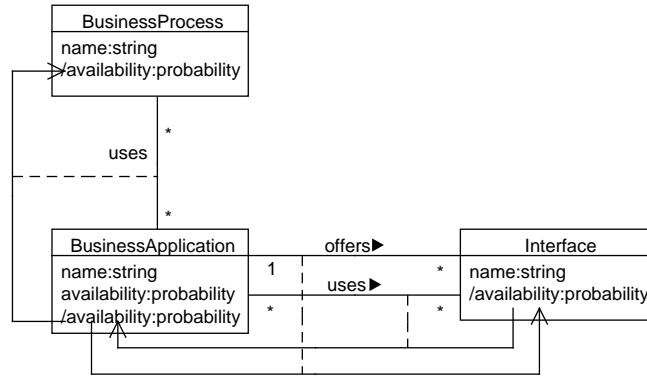 BusinessProcess
name:string
/availability:probability
*
uses
*
BusinessApplication
name:string
availability:probability
/availability:probability
offers▶
1
*
uses▶
*
*
Interface
name:string
/availability:probability